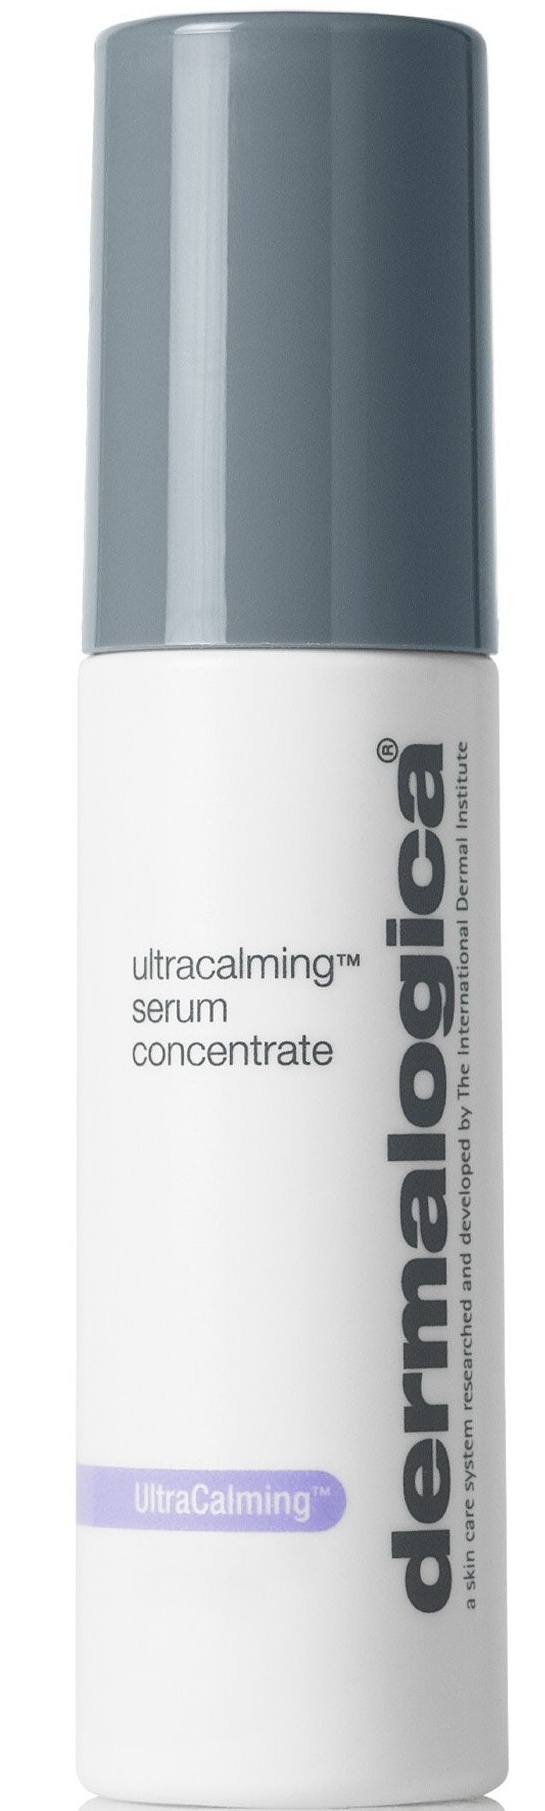 ultracalming™
serum
concentrate
UltraCalming™
dermalogica®
a skin care system researched and developed by The International Dermal Institute